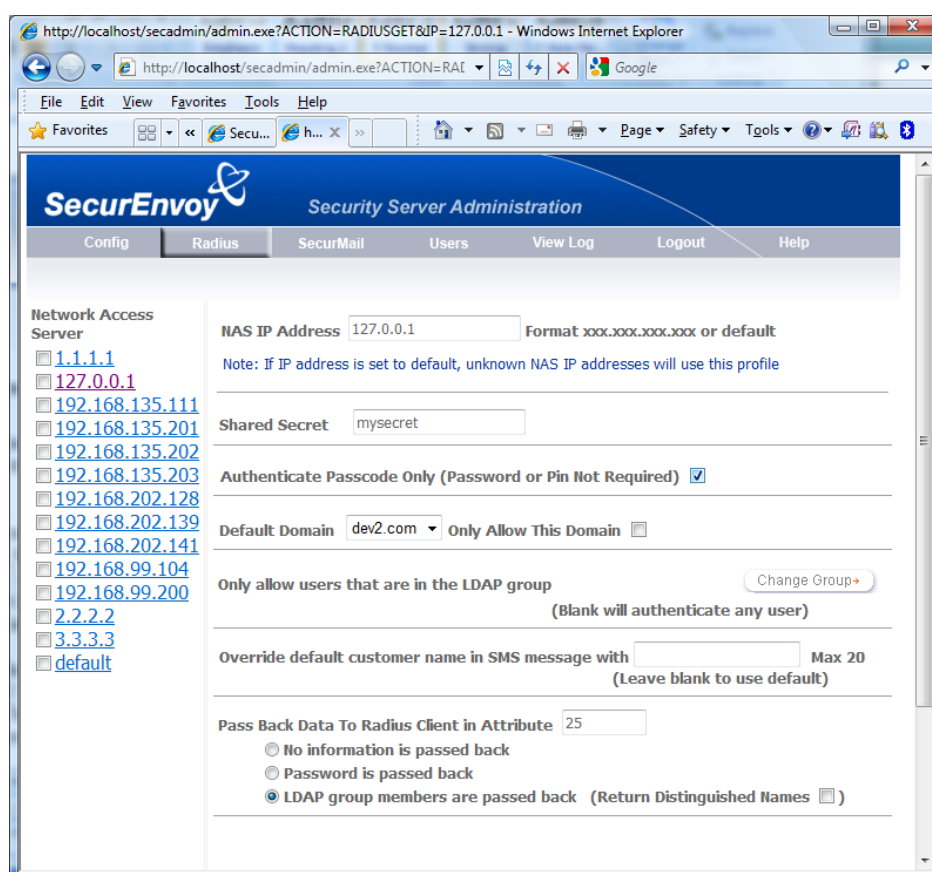 http://localhost/secadmin/admin.exe?ACTION=RADIUSGET&IP=127.0.0.1 - Windows Internet Explorer
http://localhost/secadmin/admin.exe?ACTION=RAD
Google
File Edit View Favorites Tools Help
Favorites
Secu...
h...
Page Safety Tools
SecurEnvoy
Security Server Administration
Config Radius SecurMail Users View Log Logout Help
Network Access
Server
1.1.1.1
127.0.0.1
192.168.135.111
192.168.135.201
192.168.135.202
192.168.135.203
192.168.202.128
192.168.202.139
192.168.202.141
192.168.99.104
192.168.99.200
2.2.2.2
3.3.3.3
default
NAS IP Address 127.0.0.1 Format xxx.xxx.xxx.xxx or default
Note: If IP address is set to default, unknown NAS IP addresses will use this profile
Shared Secret mysecret
Authenticate Passcode Only (Password or Pin Not Required)
Default Domain dev2.com Only Allow This Domain
Only allow users that are in the LDAP group Change Group
(Blank will authenticate any user)
Override default customer name in SMS message with Max 20
(Leave blank to use default)
Pass Back Data To Radius Client in Attribute 25
No information is passed back
Password is passed back
LDAP group members are passed back (Return Distinguished Names )